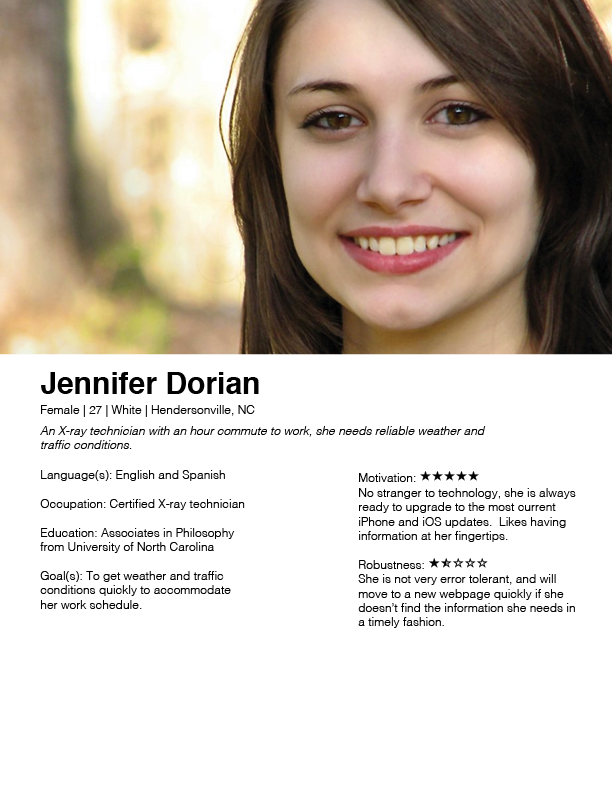 Jennifer Dorian
Female | 27 | White | Hendersonville, NC
An X-ray technician with an hour commute to work, she needs reliable weather and
traffic conditions.
Language(s): English and Spanish
Occupation: Certified X-ray technician
Education: Associates in Philosophy
from University of North Carolina
Goal(s): To get weather and traffic
conditions quickly to accommodate
her work schedule.
Motivation: ★★★★★
No stranger to technology, she is always
ready to upgrade to the most current
iPhone and iOS updates.  Likes having
information at her fingertips.
Robustness: ★⯪☆☆☆
She is not very error tolerant, and will
move to a new webpage quickly if she
doesn't find the information she needs in
a timely fashion.